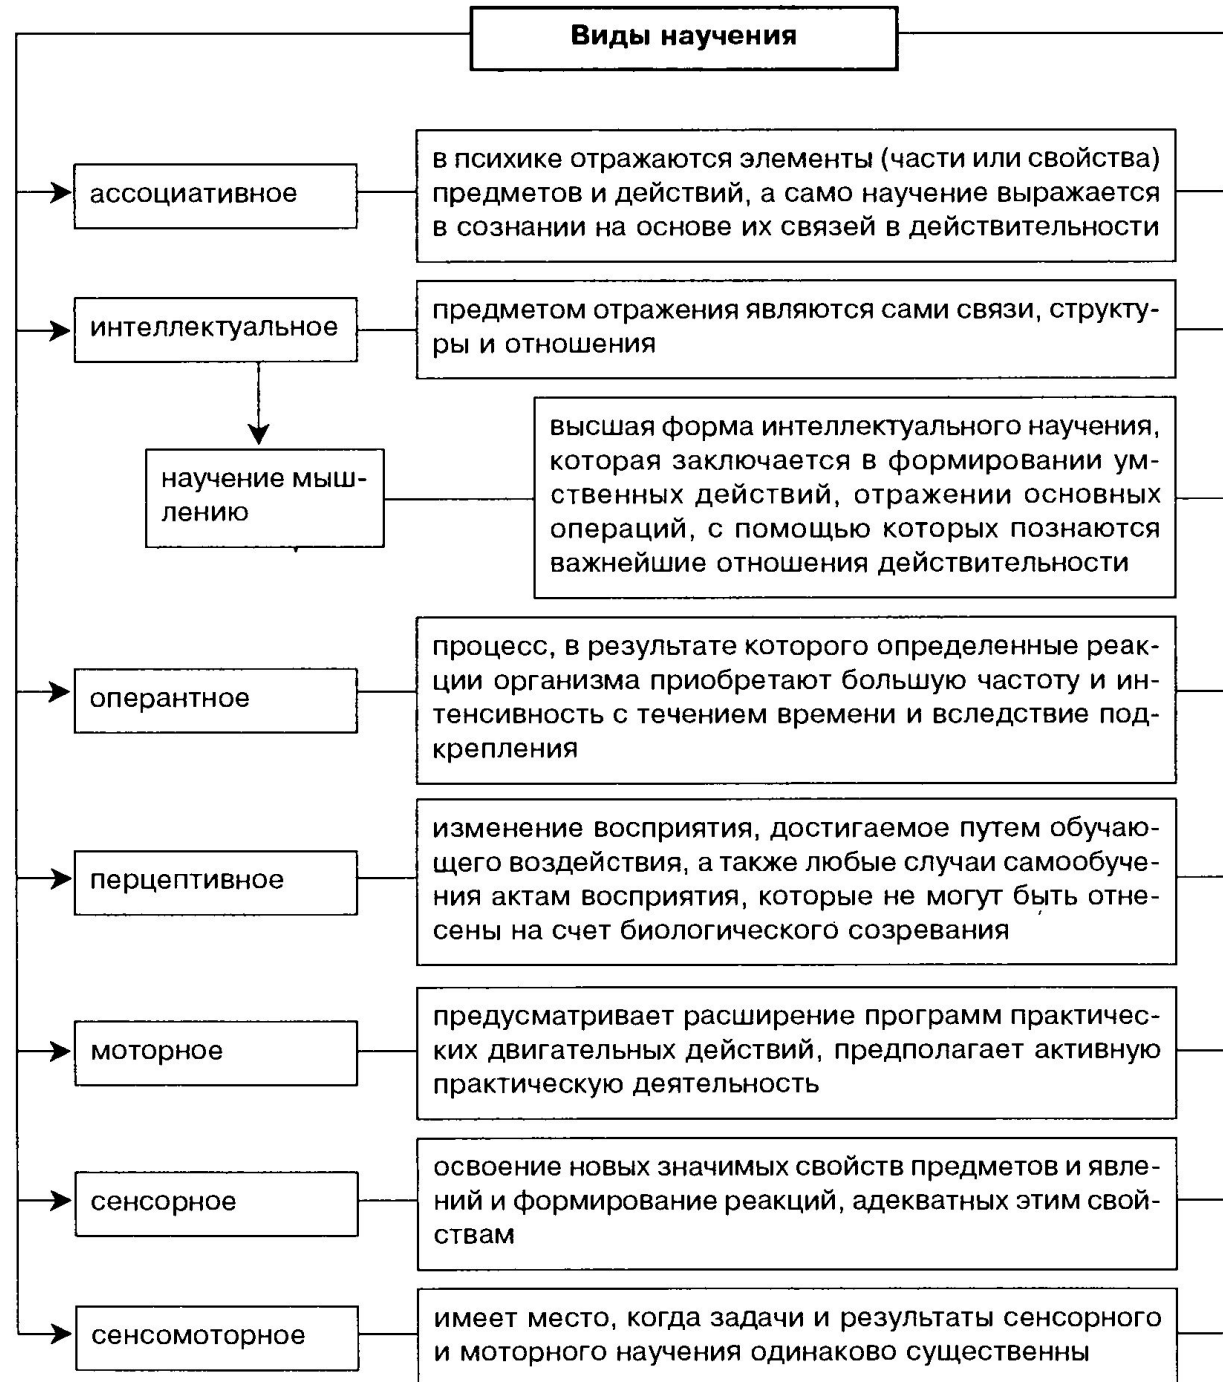 Виды научения
ассоциативное
в психике отражаются элементы (части или свойства)
предметов и действий, а само научение выражается
в сознании на основе их связей в действительности
интеллектуальное
предметом отражения являются сами связи, структу-
ры и отношения
научение мыш-
лению
высшая форма интеллектуального научения,
которая заключается в формировании ум-
ственных действий, отражении основных
операций, с помощью которых познаются
важнейшие отношения действительности
оперантное
процесс, в результате которого определенные реак-
ции организма приобретают большую частоту и ин-
тенсивность с течением времени и вследствие под-
крепления
перцептивное
изменение восприятия, достигаемое путем обучаю-
щего воздействия, а также любые случаи самообуче-
ния актам восприятия, которые не могут быть отне-
сены на счет биологического созревания
моторное
предусматривает расширение программ практичес-
ких двигательных действий, предполагает активную
практическую деятельность
сенсорное
освоение новых значимых свойств предметов и явле-
ний и формирование реакций, адекватных этим свой-
ствам
сенсомоторное
имеет место, когда задачи и результаты сенсорного
и моторного научения одинаково существенны